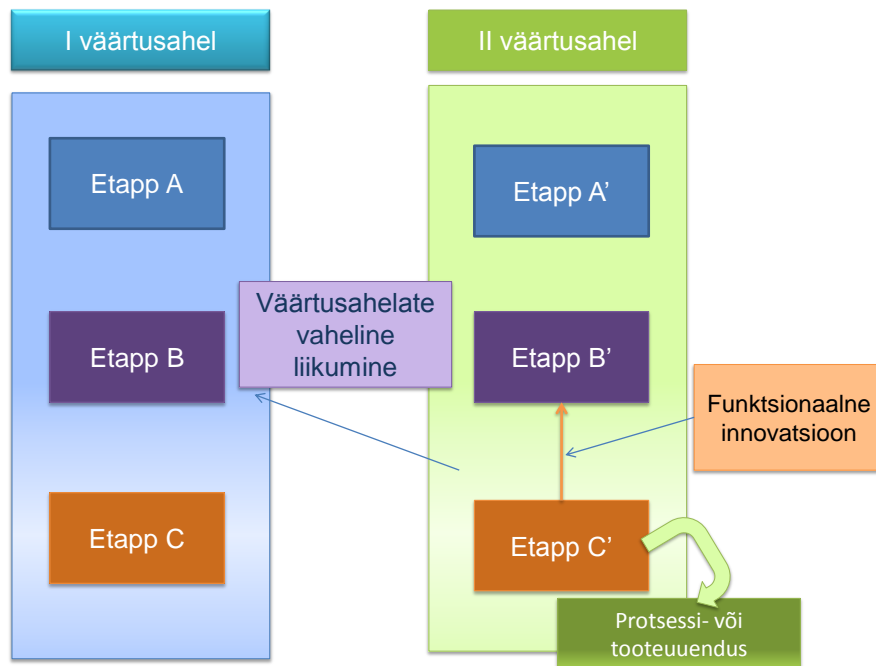 I väärtusahel
II väärtusahel
Etapp A
Etapp A’
Väärtusahelate
vaheline
liikumine
Etapp B
Etapp B’
Funktsionaalne
innovatsioon
Etapp C
Etapp C’
Protsessi- või
tooteuuendus